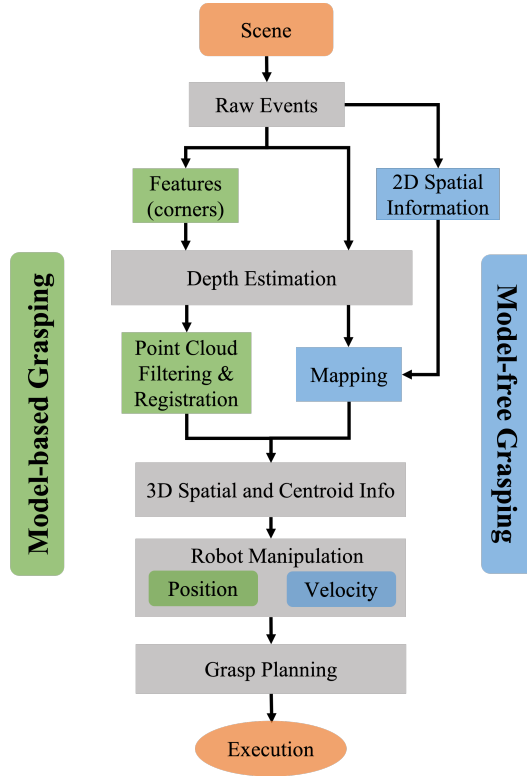 Scene
Raw Events
Features
(corners)
2D Spatial
Information
Depth Estimation
Model-based Grasping
Model-free Grasping
Point Cloud
Filtering &
Registration
Mapping
3D Spatial and Centroid Info
Robot Manipulation
Position
Velocity
Grasp Planning
Execution